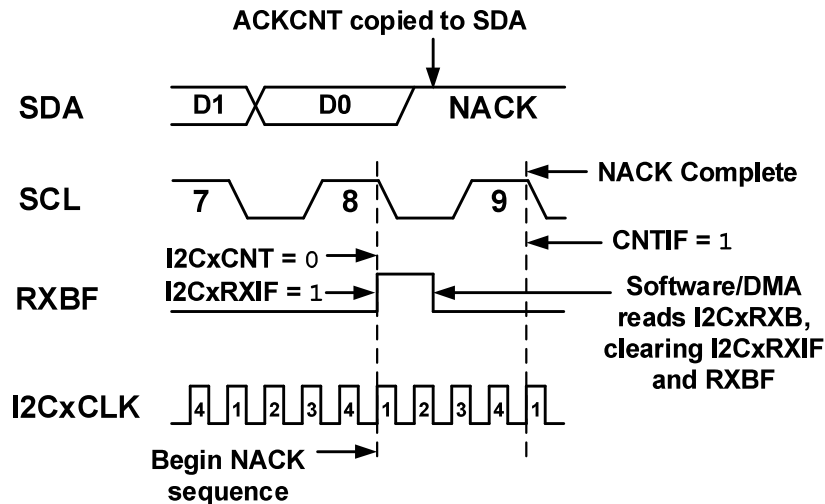 ACKCNT copied to SDA
SDA
D1
D0
NACK
SCL
7
8
9
NACK Complete
I2CxCNT = 0
CNTIF = 1
RXBF
I2CxRXIF = 1
Software/DMA
reads I2CxRXB,
clearing I2CxRXIF
and RXBF
I2CxCLK
4 1 2 3 4 1 2 3 4 1
Begin NACK
sequence